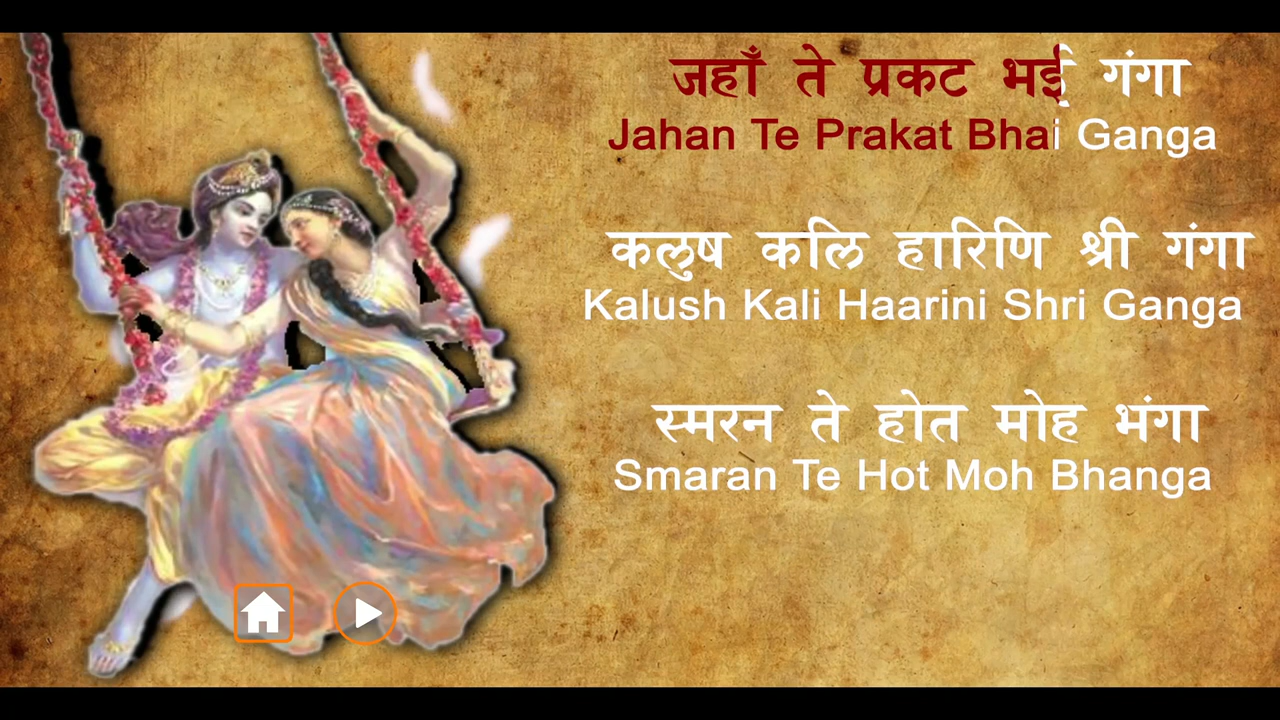 जहाँ ते प्रकट भई गंगा
Jahan Te Prakat Bhai Ganga
कलुष कलि हारिणि श्री गंगा
Kalush Kali Haarini Shri Ganga
स्मरन ते होत मोह भंगा
Smaran Te Hot Moh Bhanga